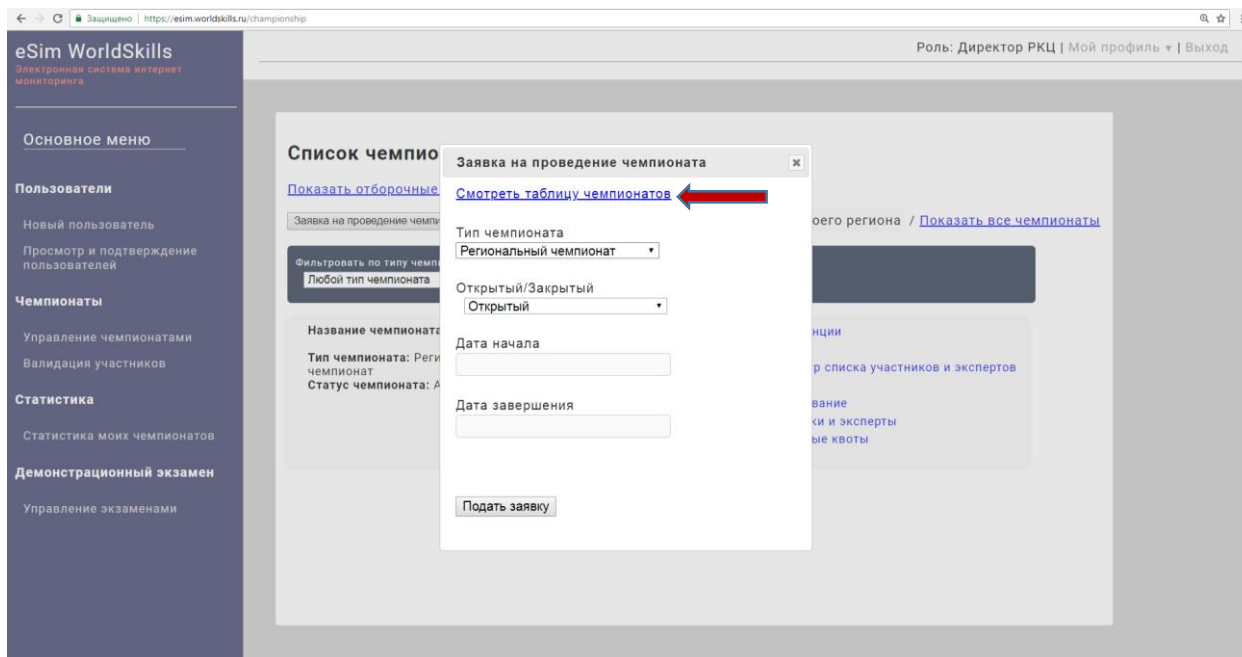 Защищено | https://esim.worldskills.ru/championship
eSim WorldSkills
Электронная система интернет
мониторинга
Роль: Директор РКЦ | Мой профиль ▾ | Выход
Основное меню
Пользователи
Новый пользователь
Просмотр и подтверждение
пользователей
Чемпионаты
Управление чемпионатами
Валидация участников
Статистика
Статистика моих чемпионатов
Демонстрационный экзамен
Управление экзаменами
Список чемпио
Показать отборочные
Заявка на проведение чемпи
оего региона / Показать все чемпионаты
Фильтровать по типу чемпи
Любой тип чемпионата
Название чемпионата
Тип чемпионата: Реги
чемпионат
Статус чемпионата: А
нции
р списка участников и экспертов
вание
ки и эксперты
ые квоты
Заявка на проведение чемпионата
Смотреть таблицу чемпионатов
Тип чемпионата
Региональный чемпионат
Открытый/Закрытый
Открытый
Дата начала
Дата завершения
Подать заявку